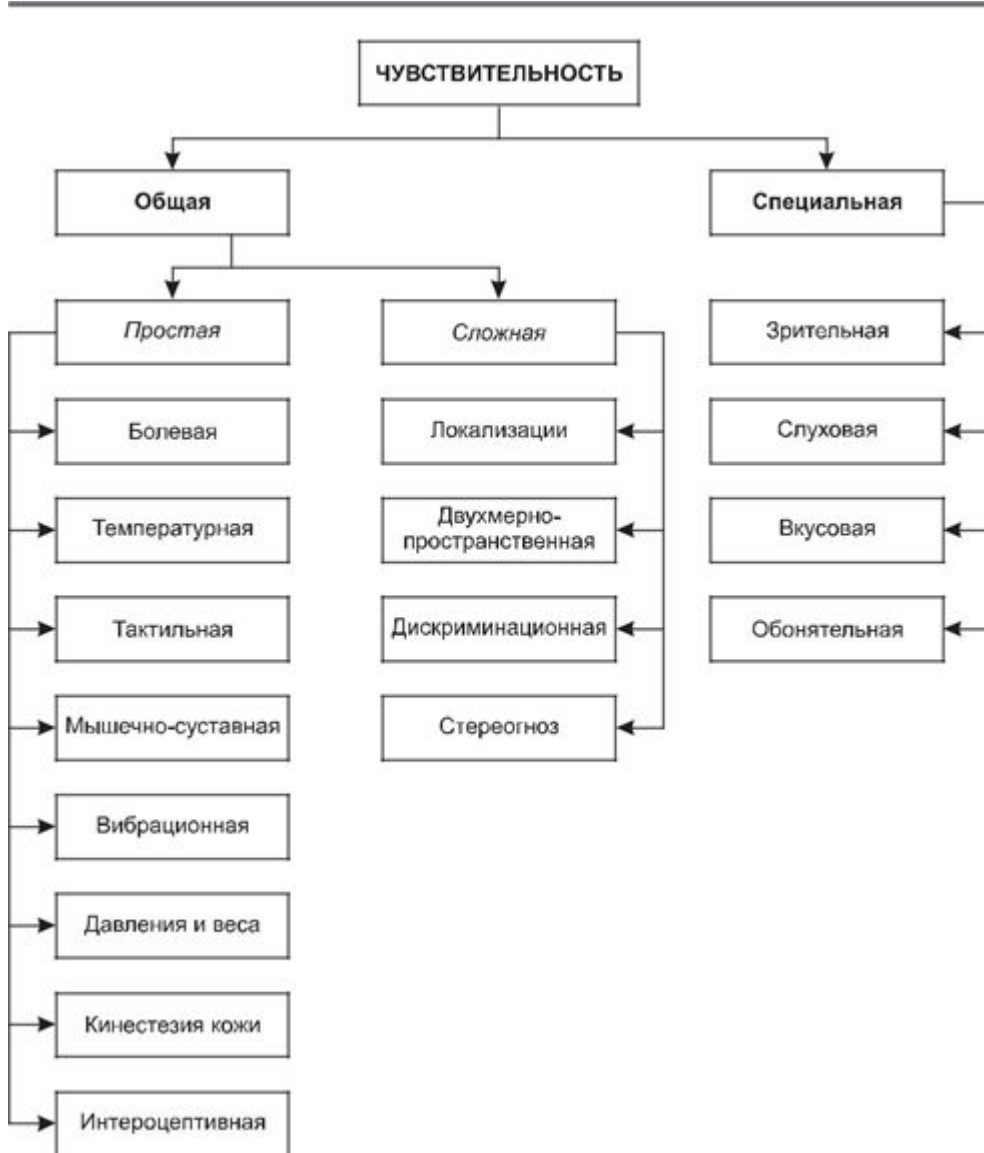 ЧУВСТВИТЕЛЬНОСТЬ
Общая
Специальная
Простая
Сложная
Зрительная
Болевая
Локализации
Слуховая
Температурная
Двухмерно-
пространственная
Вкусовая
Тактильная
Дискриминационная
Обонятельная
Мышечно-суставная
Стереогноз
Вибрационная
Давления и веса
Кинестезия кожи
Интероцептивная